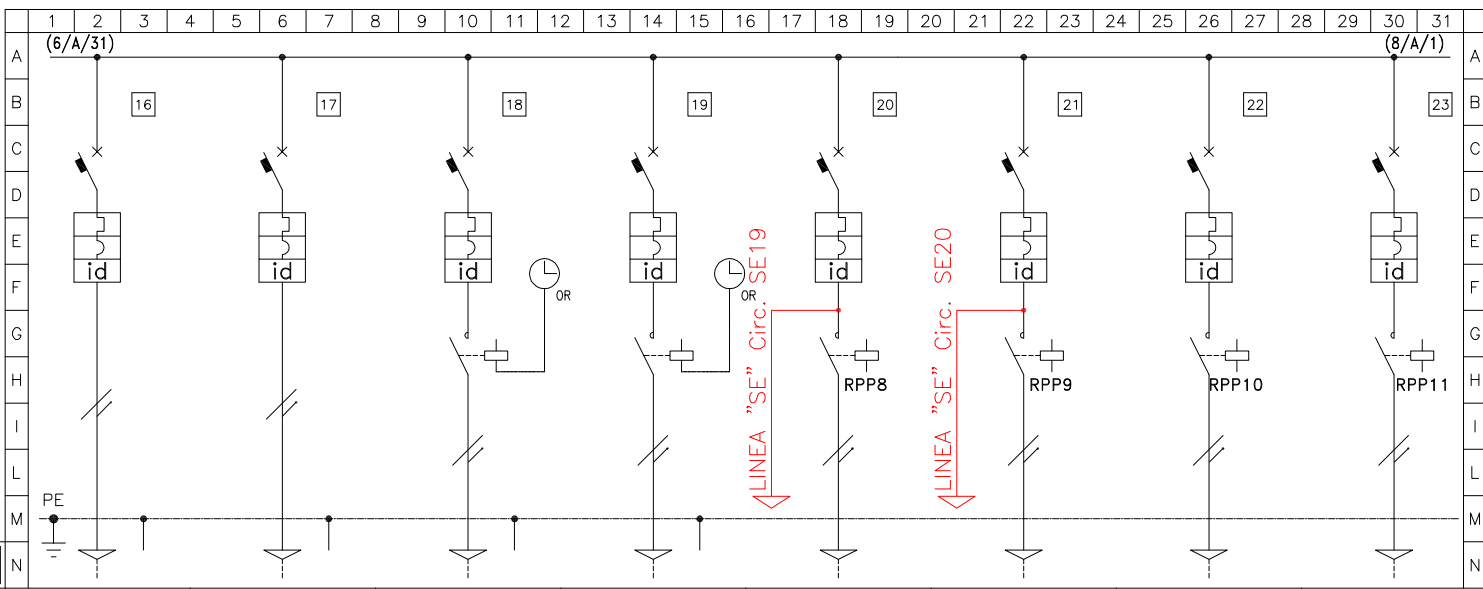 1 2 3 4 5 6 7 8 9 10 11 12 13 14 15 16 17 18 19 20 21 22 23 24 25 26 27 28 29 30 31
(6/A/31) (8/A/1)
A A
B 16 17 18 19 20 21 22 23 B
C C
D D
E E
id id id id id id id id
F OR OR F
LINEA "SE" Circ. SE19
LINEA "SE" Circ. SE20
G G
H RPP8 RPP9 RPP10 RPP11 H
I I
L L
PE
M M
N N